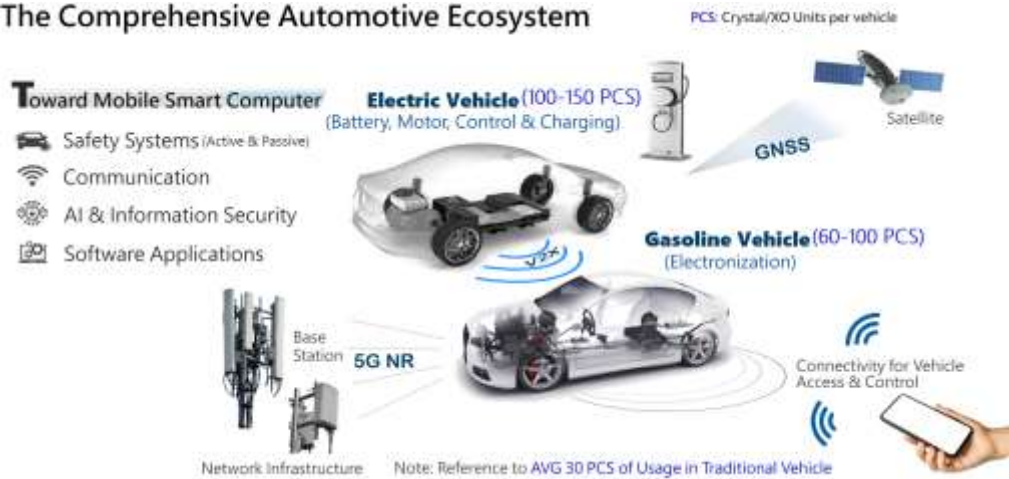 The Comprehensive Automotive Ecosystem
PCS: Crystal/XO Units per vehicle
Toward Mobile Smart Computer
Safety Systems (Active & Passive)
Communication
AI & Information Security
Software Applications
Electric Vehicle (100-150 PCS)
(Battery, Motor, Control & Charging)
Satellite
GNSS
V2X
Gasoline Vehicle (60-100 PCS)
(Electronization)
Base
Station
5G NR
Network Infrastructure
Connectivity for Vehicle
Access & Control
Note: Reference to AVG 30 PCS of Usage in Traditional Vehicle